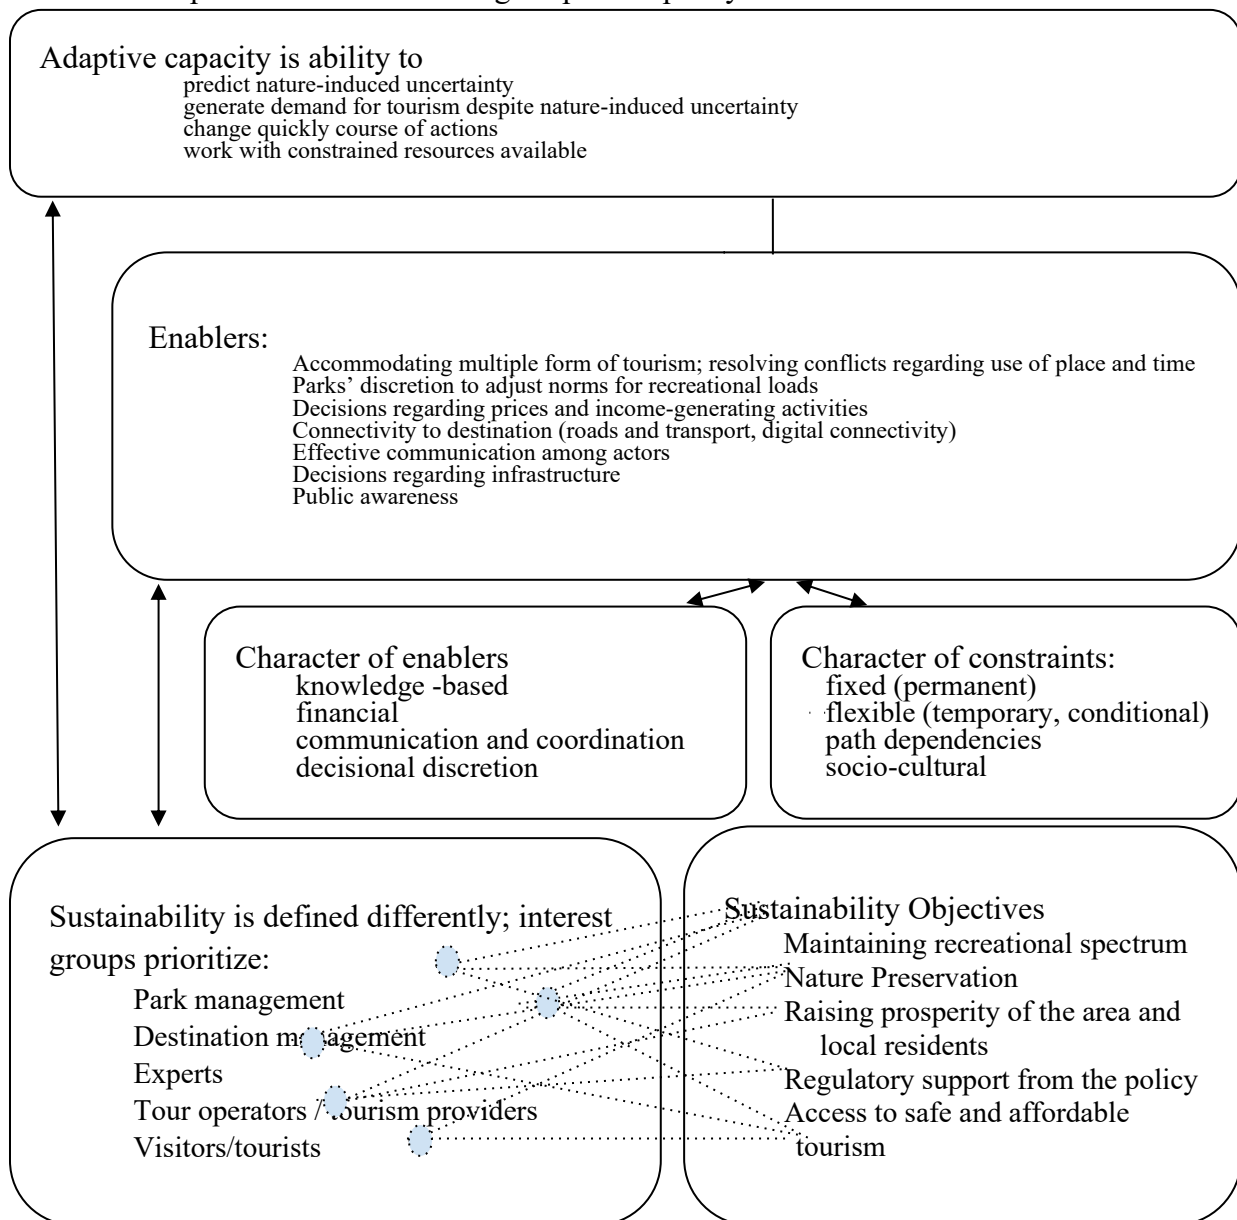 Adaptive capacity is ability to
predict nature-induced uncertainty
generate demand for tourism despite nature-induced uncertainty
change quickly course of actions
work with constrained resources available
Enablers:
Accommodating multiple form of tourism; resolving conflicts regarding use of place and time
Parks’ discretion to adjust norms for recreational loads
Decisions regarding prices and income-generating activities
Connectivity to destination (roads and transport, digital connectivity)
Effective communication among actors
Decisions regarding infrastructure
Public awareness
Character of enablers
knowledge -based
financial
communication and coordination
decisional discretion
Character of constraints:
fixed (permanent)
flexible (temporary, conditional)
path dependencies
socio-cultural
Sustainability is defined differently; interest
groups prioritize:
Park management
Destination management
Experts
Tour operators / tourism providers
Visitors/tourists
Sustainability Objectives
Maintaining recreational spectrum
Nature Preservation
Raising prosperity of the area and
local residents
Regulatory support from the policy
Access to safe and affordable
tourism